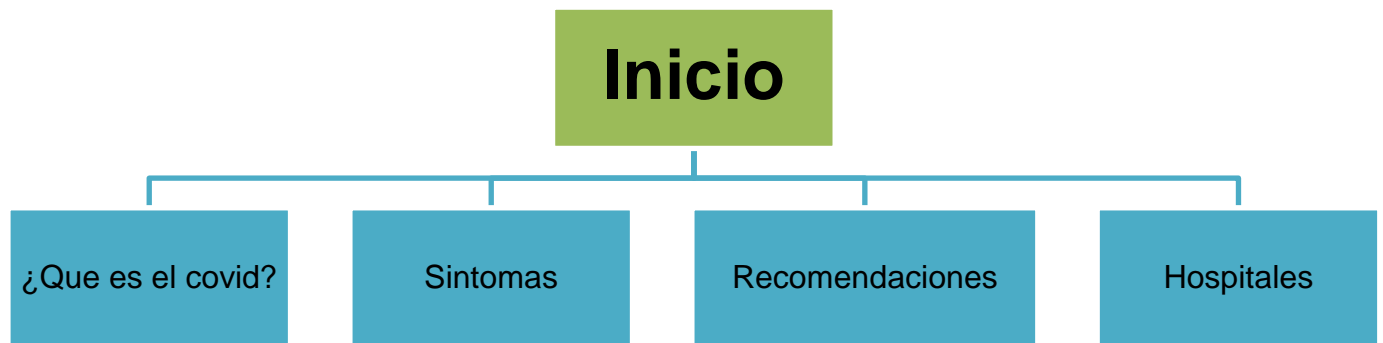 Inicio
¿Que es el covid?
Sintomas
Recomendaciones
Hospitales